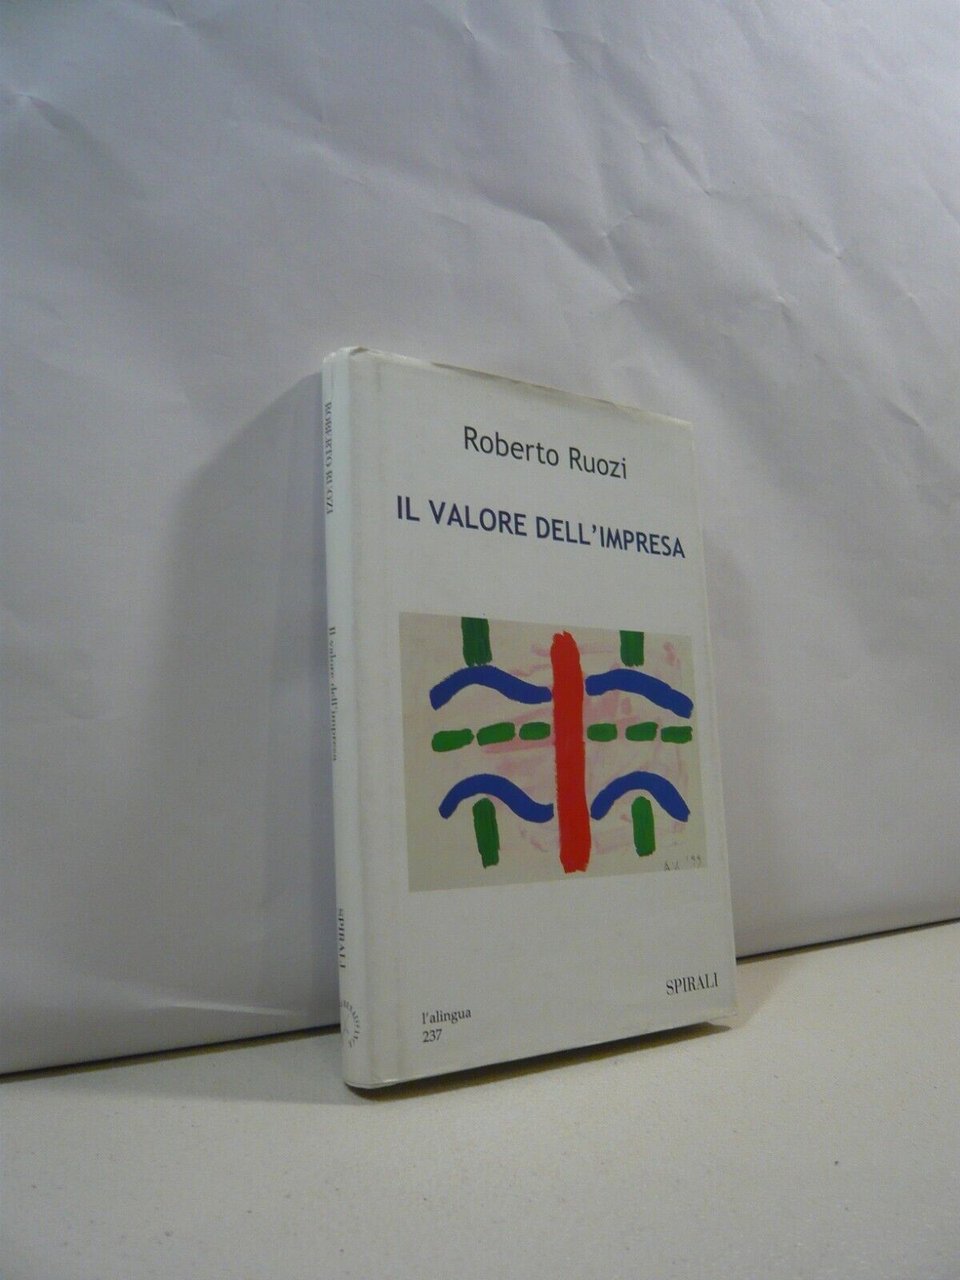 Roberto Ruozi
IL VALORE DELL'IMPRESA
SPIRALI
l'alingua
237
ROBERTO RUOZI
Il valore dell'impresa
SPIRALI